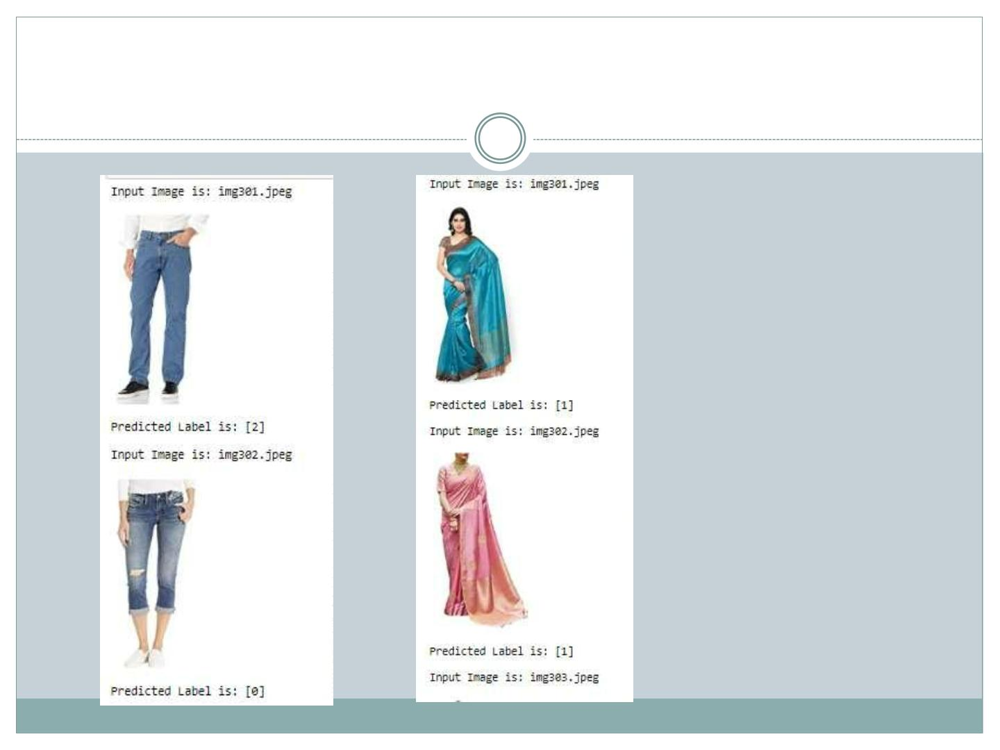 Input Image is: img301.jpeg
Predicted Label is: [2]
Input Image is: img302.jpeg
Predicted Label is: [0]
Input Image is: img301.jpeg
Predicted Label is: [1]
Input Image is: img302.jpeg
Predicted Label is: [1]
Input Image is: img303.jpeg